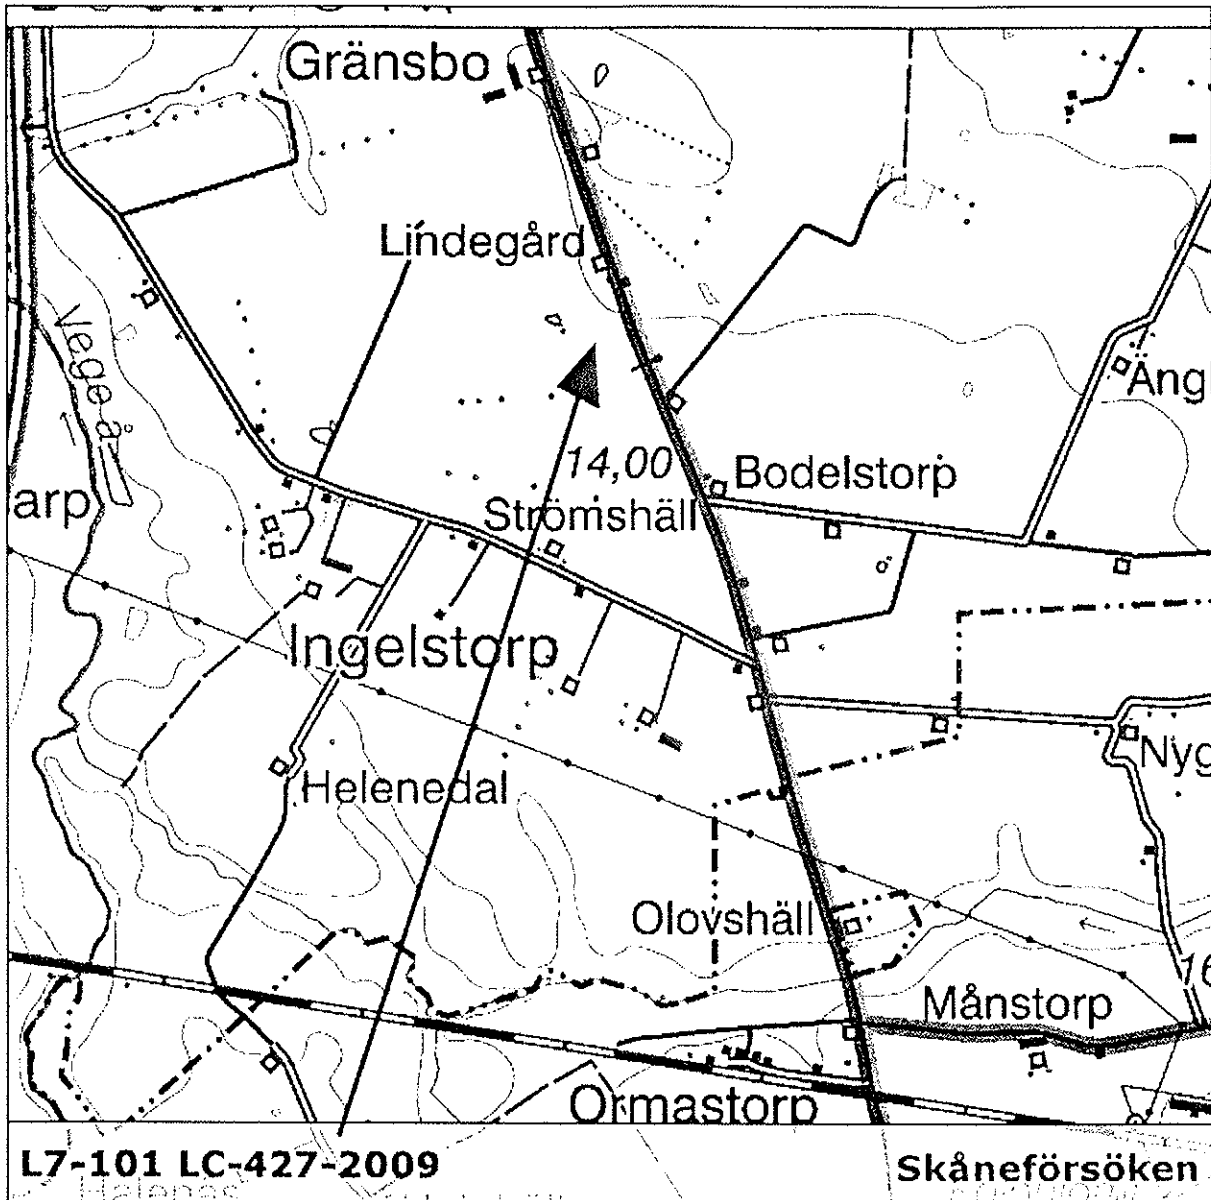 Gränsbo
Lindegård
Vege å
Äng
14,00
Bodelstorp
arp
Strömshäll
Ingelstorp
Helenedal
Nyg
Olovshäll
16
Månstorp
Ormastorp
L7-101 LC-427-2009
Skåneförsöken